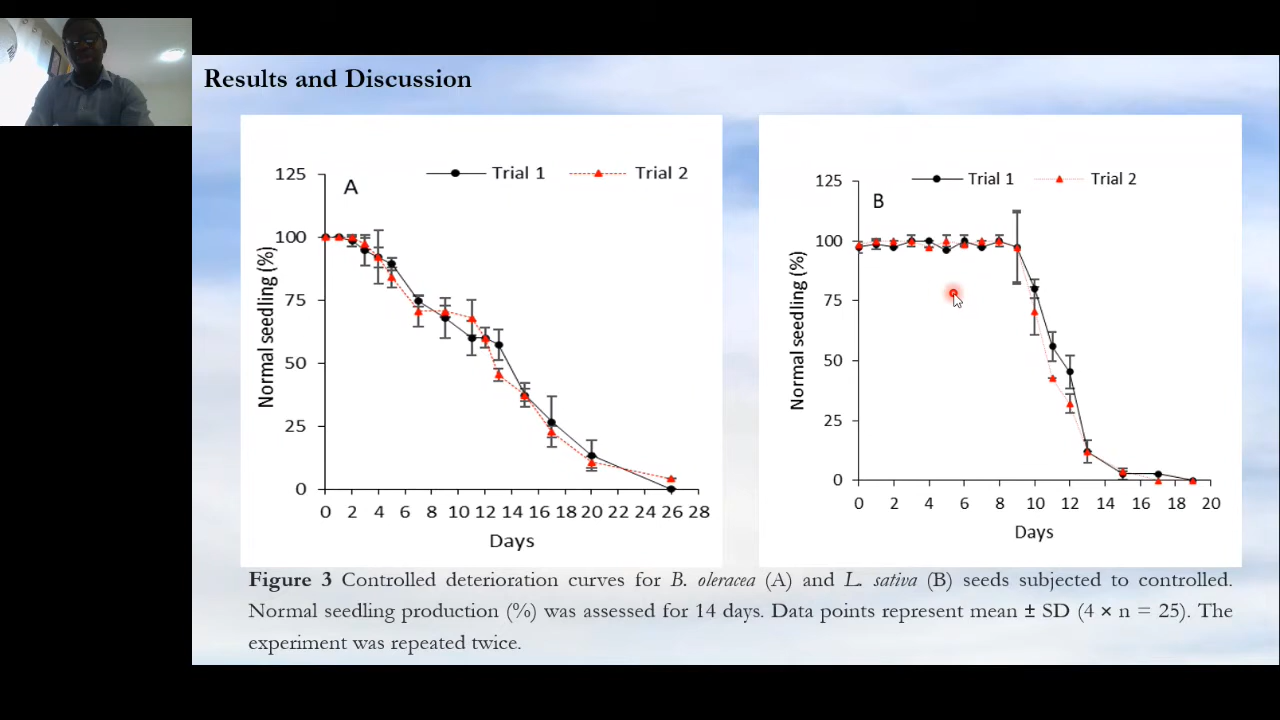 Results and Discussion
A
Trial 1
Trial 2
125
100
75
50
25
0
Normal seedling (%)
0 2 4 6 8 10 12 14 16 18 20 22 24 26 28
Days
B
Trial 1
Trial 2
125
100
75
50
25
0
Normal seedling (%)
0 2 4 6 8 10 12 14 16 18 20
Days
Figure 3 Controlled deterioration curves for B. oleracea (A) and L. sativa (B) seeds subjected to controlled.
Normal seedling production (%) was assessed for 14 days. Data points represent mean ± SD (4 × n = 25). The
experiment was repeated twice.